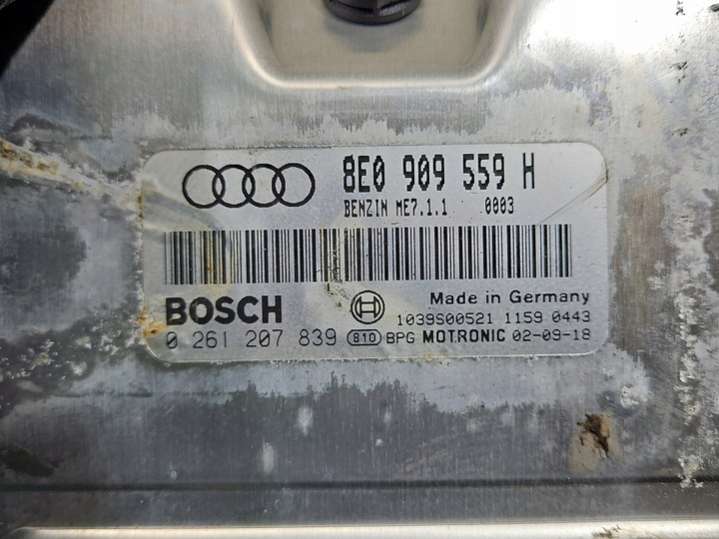 8E0 909 559 H
BENZIN ME7.1.1 0003
BOSCH
Made in Germany
1039S00521 1159 0443
0 261 207 839 810 BPG MOTRONIC 02-09-18